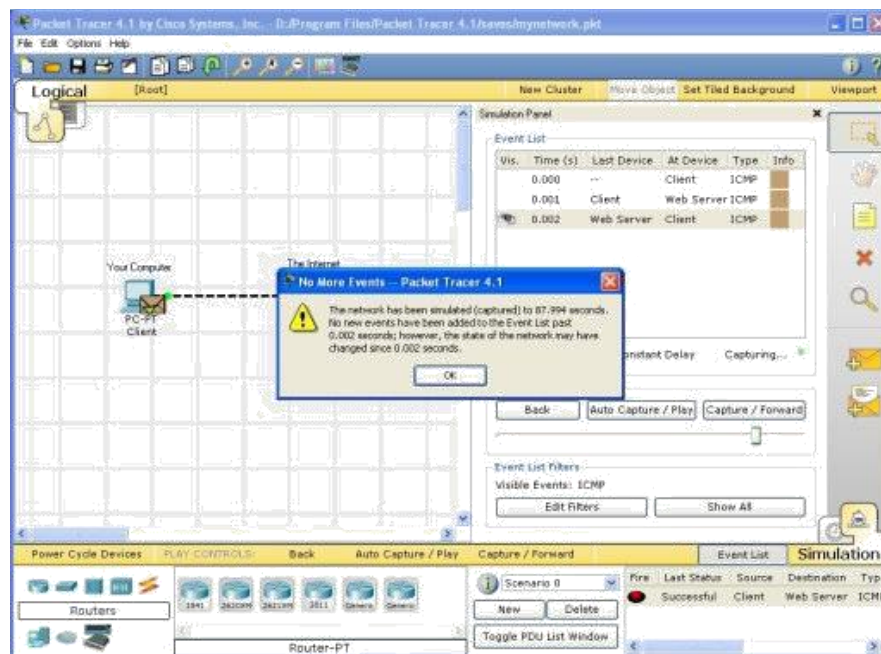 Packet Tracer 4.1 by Cisco Systems, Inc. - D:/Program Files/Packet Tracer 4.1/saves/mynetwork.pkt
File Edit Options Help
Logical [Root] New Cluster Move Object Set Tiled Background Viewport
Simulation Panel
Event List
Vis. Time (s) Last Device At Device Type Info
0.000 -- Client ICMP
0.001 Client Web Server ICMP
0.002 Web Server Client ICMP
Your Computer
The Internet
PC-PT
Client
No More Events -- Packet Tracer 4.1
The network has been simulated (captured) to 87.994 seconds.
No new events have been added to the Event List past
0.002 seconds; however, the state of the network may have
changed since 0.002 seconds.
OK
onstant Delay Capturing...
Back Auto Capture / Play Capture / Forward
Event List Filters
Visible Events: ICMP
Edit Filters Show All
Power Cycle Devices PLAY CONTROLS: Back Auto Capture / Play Capture / Forward Event List Simulation
Routers
1841 2620XM 2621XM 2811 Generic Generic
Router-PT
Scenario 0
New Delete
Toggle PDU List Window
Fire Last Status Source Destination Typ
Successful Client Web Server ICM